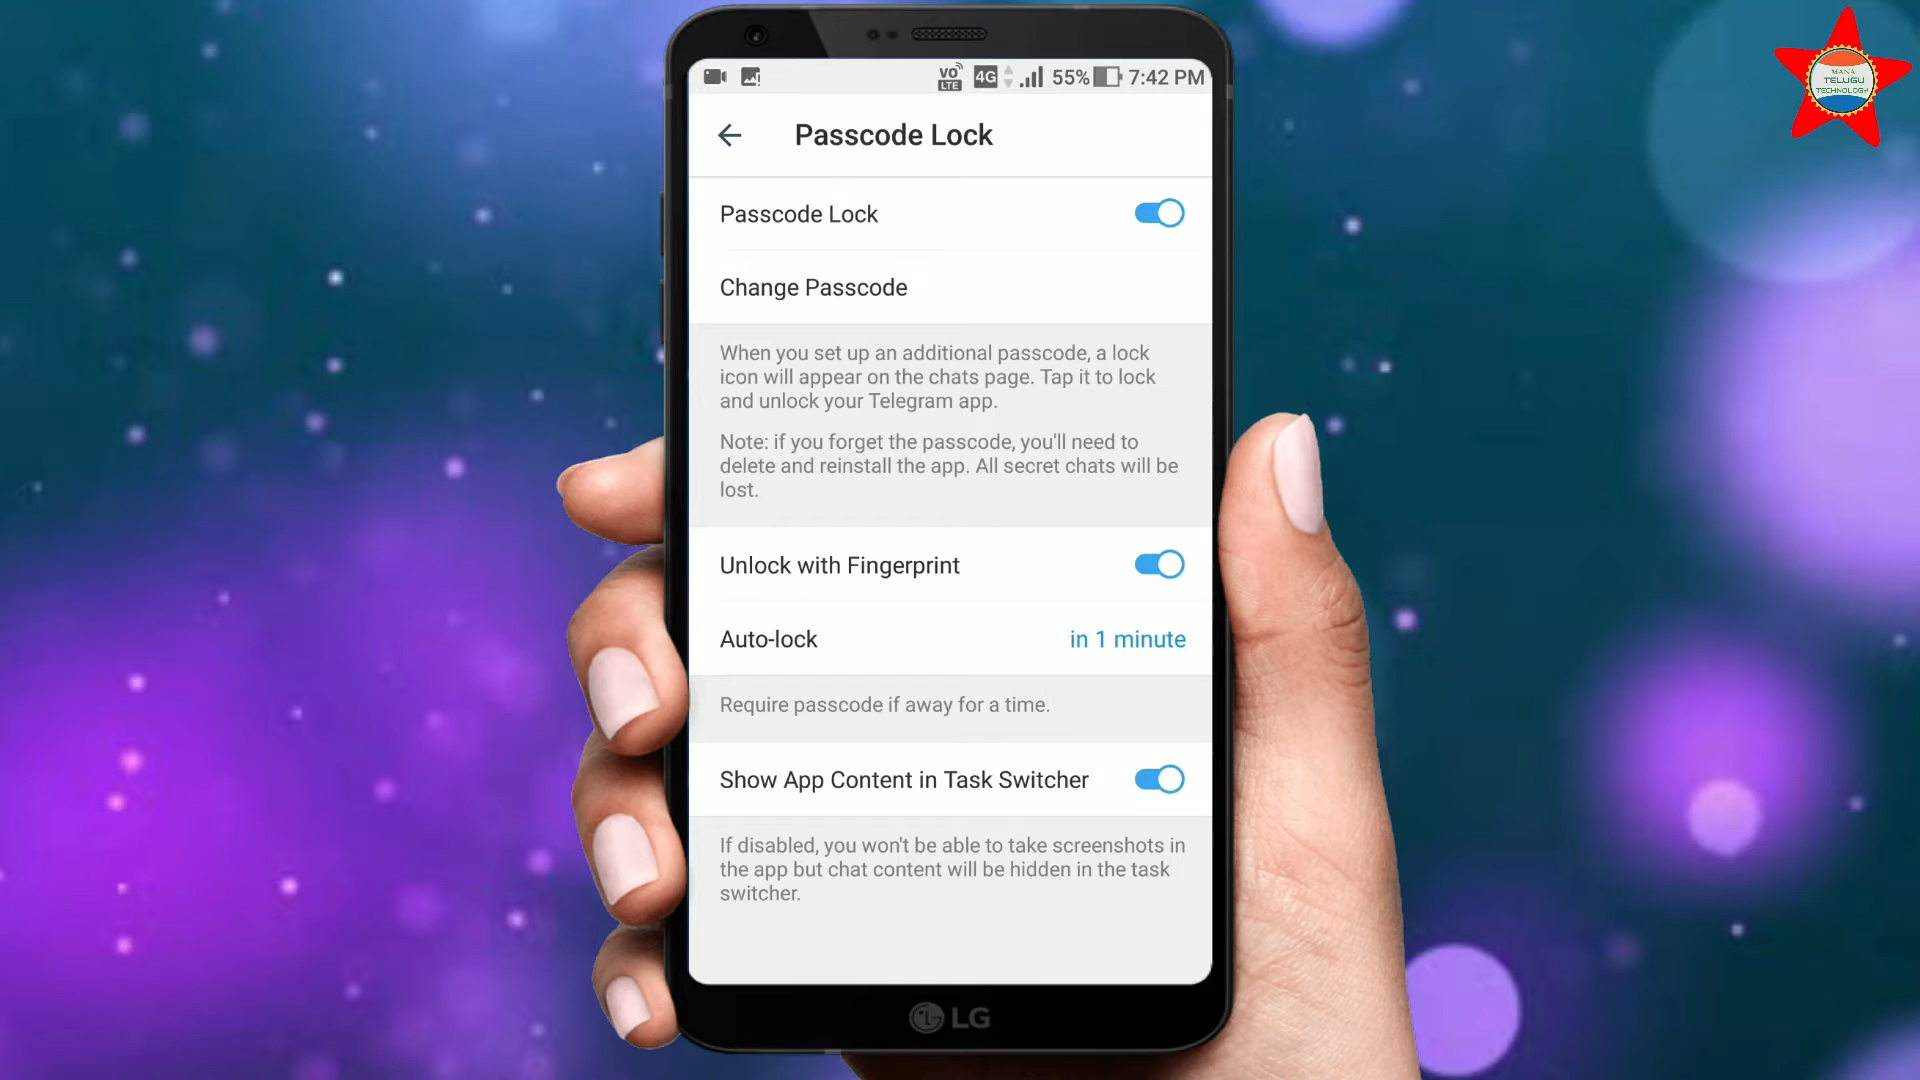 VO
LTE
4G
55%
7:42 PM
MANA
TELUGU
TECHNOLOGY
Passcode Lock
Passcode Lock
Change Passcode
When you set up an additional passcode, a lock
icon will appear on the chats page. Tap it to lock
and unlock your Telegram app.
Note: if you forget the passcode, you'll need to
delete and reinstall the app. All secret chats will be
lost.
Unlock with Fingerprint
Auto-lock
in 1 minute
Require passcode if away for a time.
Show App Content in Task Switcher
If disabled, you won't be able to take screenshots in
the app but chat content will be hidden in the task
switcher.
LG